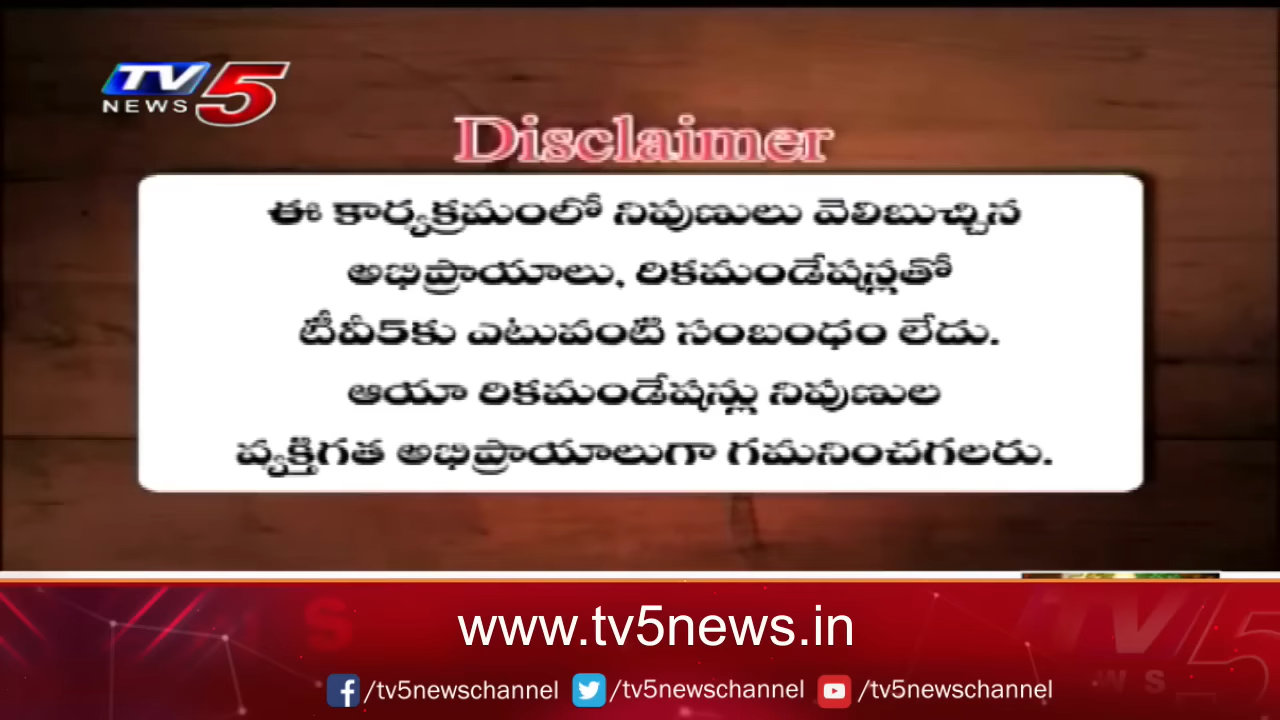 TV5
NEWS
Disclaimer
ఈ కార్యక్రమంలో నిపుణులు వెలిబుచ్చిన
అభిప్రాయాలు, రికమండేషన్లతో
టీవీ5కు ఎటువంటి సంబంధం లేదు.
ఆయా రికమండేషన్లు నిపుణుల
వ్యక్తిగత అభిప్రాయాలుగా గమనించగలరు.
www.tv5news.in
/tv5newschannel /tv5newschannel /tv5newschannel